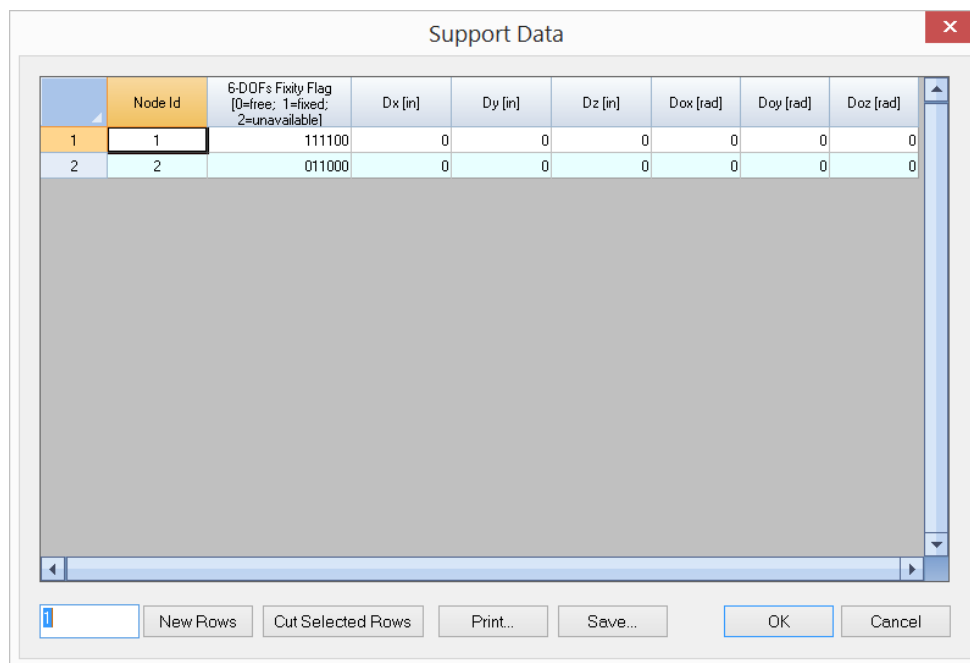 Support Data
Node Id
6-DOFs Fixity Flag
[0=free; 1=fixed;
2=unavailable]
Dx [in]
Dy [in]
Dz [in]
Dox [rad]
Doy [rad]
Doz [rad]
1 1 111100 0 0 0 0 0 0
2 2 011000 0 0 0 0 0 0
1 New Rows Cut Selected Rows Print... Save... OK Cancel